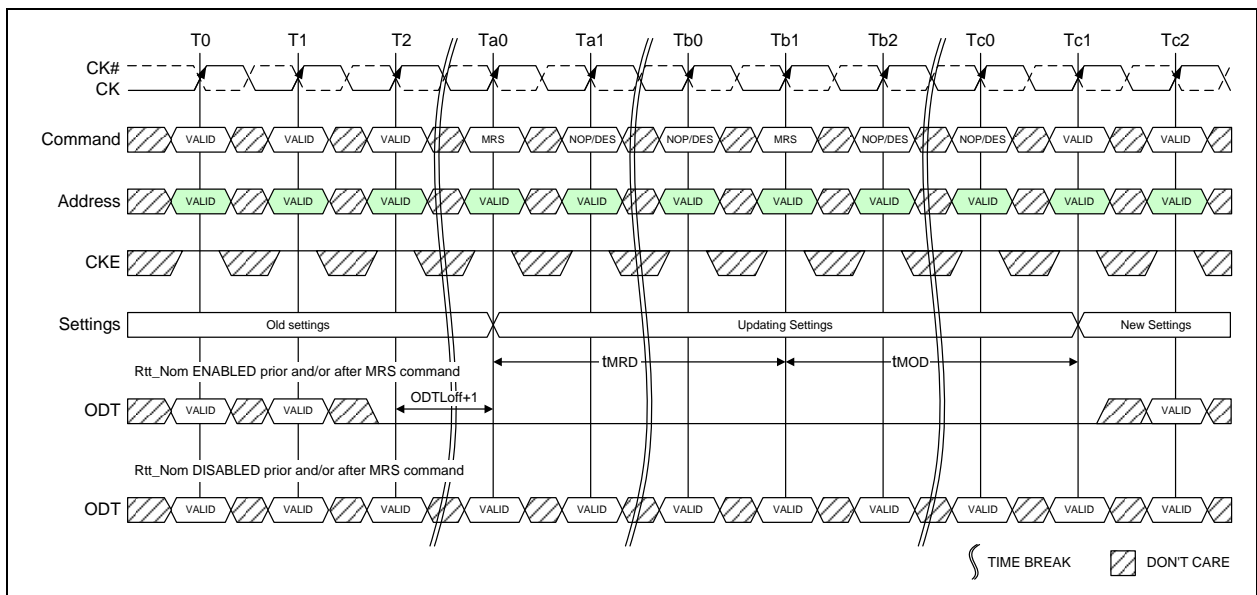 T0 T1 T2 Ta0 Ta1 Tb0 Tb1 Tb2 Tc0 Tc1 Tc2
CK#
CK
Command VALID VALID VALID MRS NOP/DES NOP/DES MRS NOP/DES NOP/DES VALID VALID
Address VALID VALID VALID VALID VALID VALID VALID VALID VALID VALID VALID
CKE
Settings Old settings Updating Settings New Settings
tMRD tMOD
Rtt_Nom ENABLED prior and/or after MRS command
ODTLoff+1
ODT VALID VALID VALID
Rtt_Nom DISABLED prior and/or after MRS command
ODT VALID VALID VALID VALID VALID VALID VALID VALID VALID VALID VALID
TIME BREAK DON'T CARE